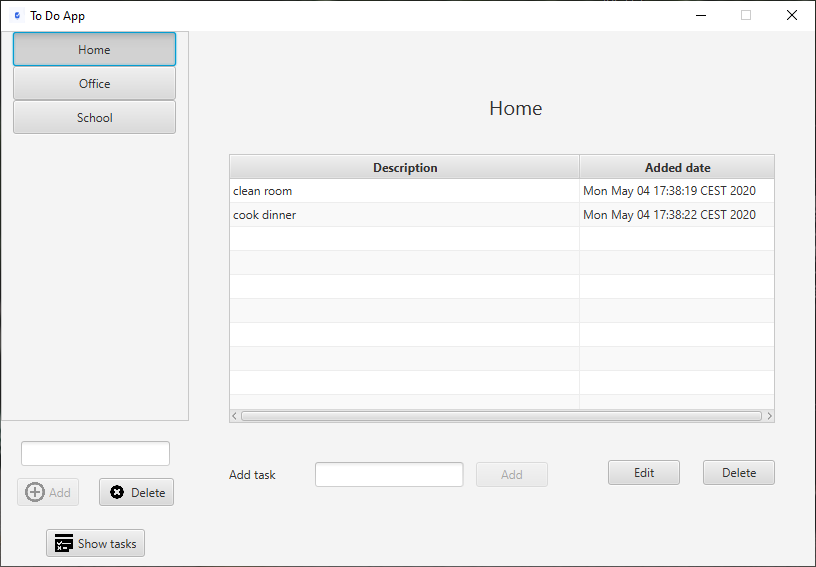 To Do App
Home
Office
School
Add
Delete
Show tasks
Home
Description Added date
clean room Mon May 04 17:38:19 CEST 2020
cook dinner Mon May 04 17:38:22 CEST 2020
Add task Add Edit Delete